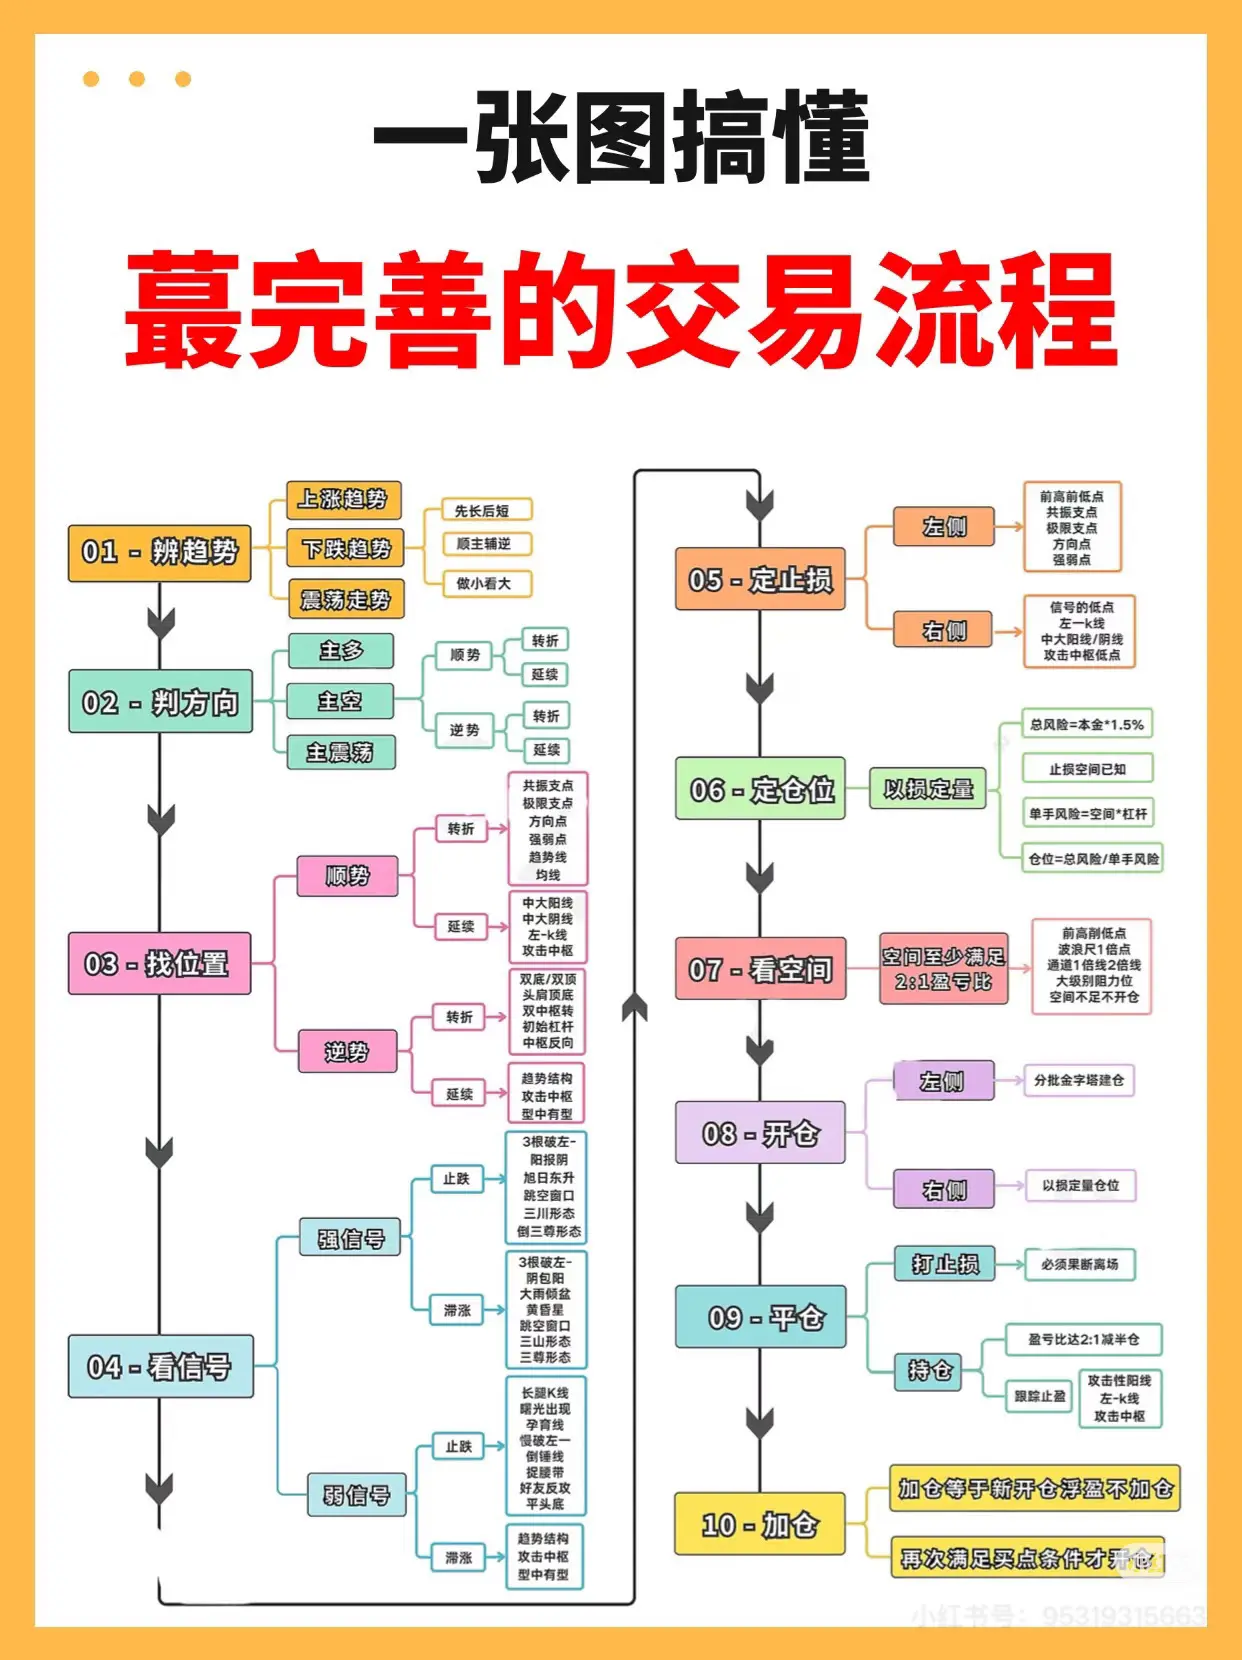 一张图搞懂
蕞完善的交易流程
01 - 辨趋势
上涨趋势
下跌趋势
震荡走势
先长后短
顺主辅逆
做小看大
02 - 判方向
主多
主空
主震荡
顺势
转折
延续
逆势
转折
延续
03 - 找位置
顺势
转折
共振支点
极限支点
方向点
强弱点
趋势线
均线
延续
中大阳线
中大阴线
左-k线
攻击中枢
逆势
转折
双底/双顶
头肩顶底
双中枢转
初始杠杆
中枢反向
延续
趋势结构
攻击中枢
型中有型
04 - 看信号
强信号
止跌
3根破左-
阳报阴
旭日东升
跳空窗口
三川形态
倒三尊形态
滞涨
3根破左-
阴包阳
大雨倾盆
黄昏星
跳空窗口
三山形态
三尊形态
弱信号
止跌
长腿K线
曙光出现
孕育线
慢破左一
倒锤线
捉腰带
好友反攻
平头底
滞涨
趋势结构
攻击中枢
型中有型
05 - 定止损
左侧
前高前低点
共振支点
极限支点
方向点
强弱点
右侧
信号的低点
左一k线
中大阳线/阴线
攻击中枢低点
06 - 定仓位
以损定量
总风险=本金*1.5%
止损空间已知
单手风险=空间*杠杆
仓位=总风险/单手风险
07 - 看空间
空间至少满足
2:1盈亏比
前高削低点
波浪尺1倍点
通道1倍线2倍线
大级别阻力位
空间不足不开仓
08 - 开仓
左侧
分批金字塔建仓
右侧
以损定量仓位
09 - 平仓
打止损
必须果断离场
持仓
盈亏比达2:1减半仓
跟踪止盈
攻击性阳线
左-k线
攻击中枢
10 - 加仓
加仓等于新开仓浮盈不加仓
再次满足买点条件才开仓
小红书号：95319315663